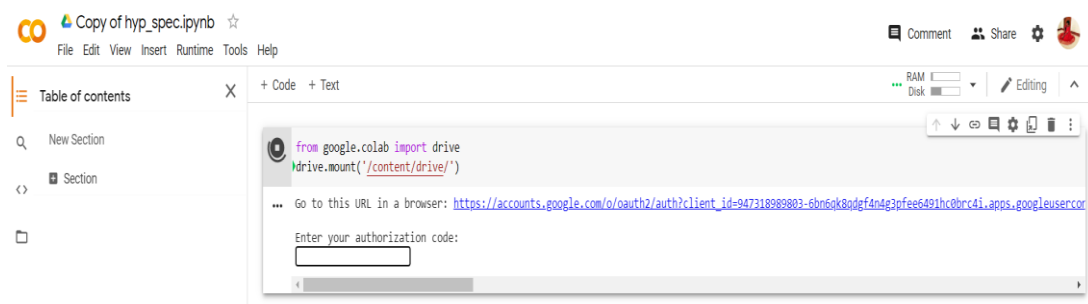 CO Copy of hyp_spec.ipynb
File Edit View Insert Runtime Tools Help
Comment Share
Table of contents
+ Code + Text
RAM
Disk
Editing
New Section
Section
from google.colab import drive
drive.mount('/content/drive/')
... Go to this URL in a browser: https://accounts.google.com/o/oauth2/auth?client_id=947318989803-6bn6qk8qdgf4n4g3pfee6491hc0brc4i.apps.googleusercor
Enter your authorization code: